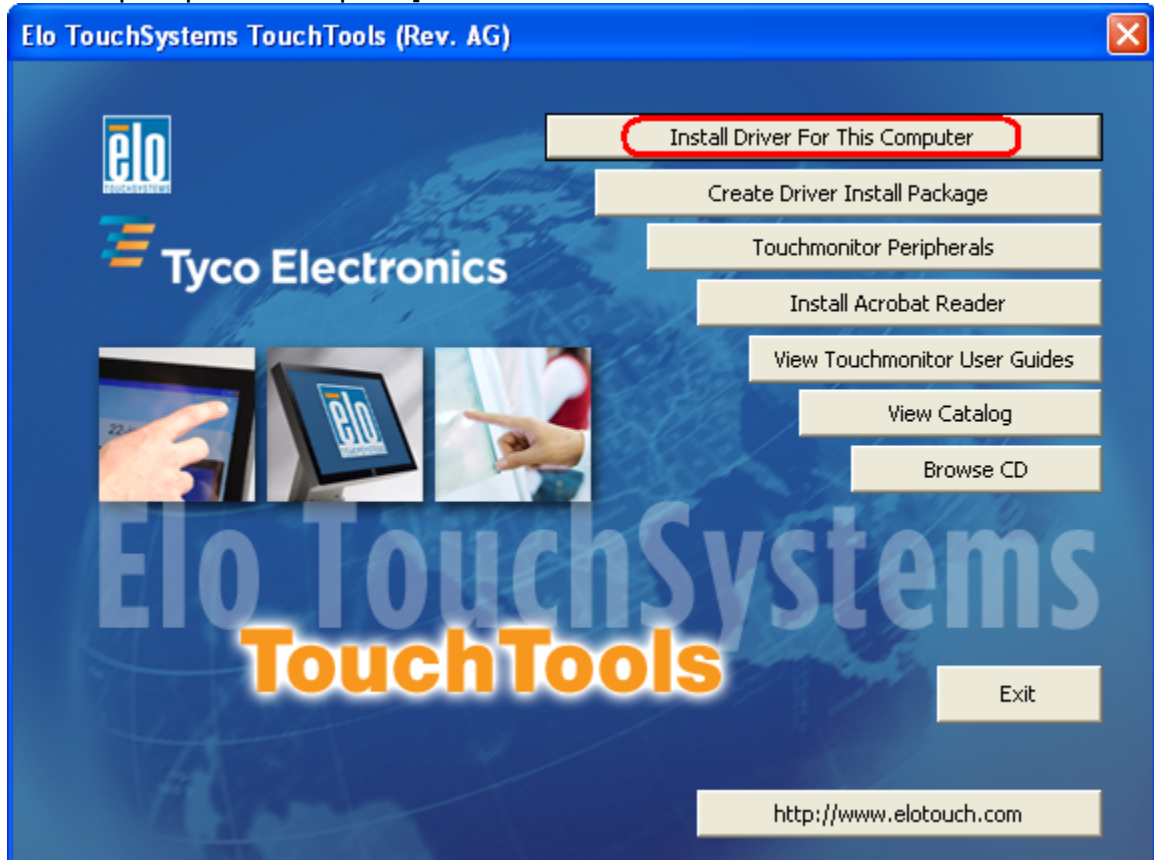 Elo TouchSystems TouchTools (Rev. AG)
elo
TOUCHSYSTEMS
Tyco Electronics
Install Driver For This Computer
Create Driver Install Package
Touchmonitor Peripherals
Install Acrobat Reader
View Touchmonitor User Guides
View Catalog
Browse CD
22
elo
Elo TouchSystems
TouchTools
Exit
http://www.elotouch.com